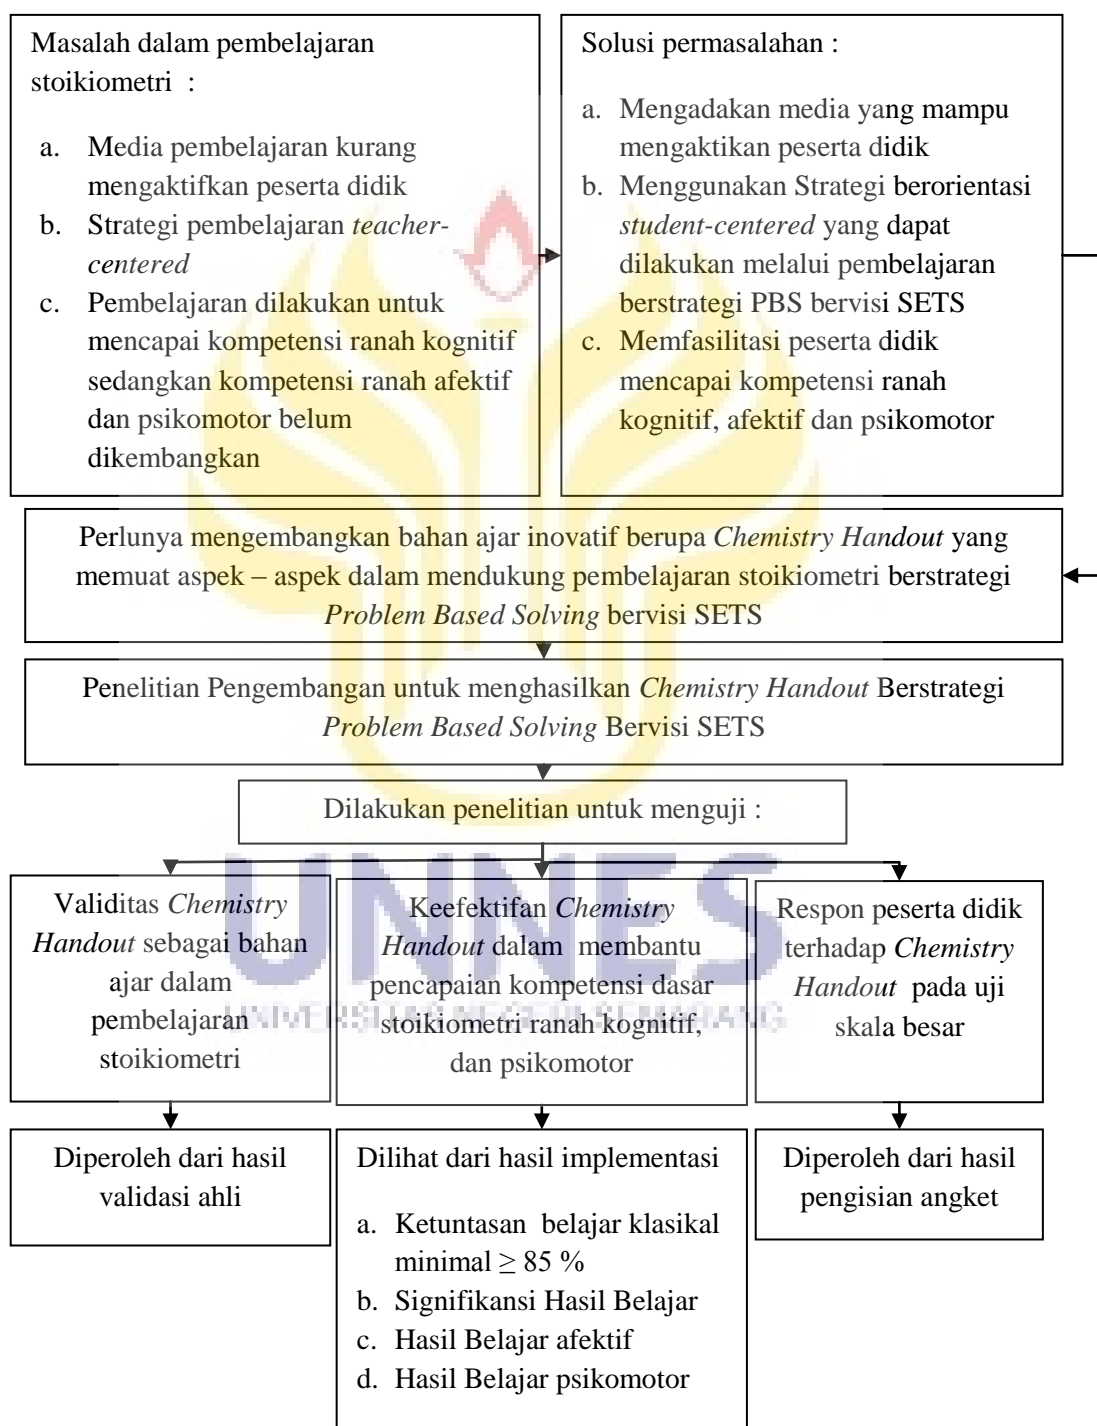 Masalah dalam pembelajaran
stoikiometri :
a. Media pembelajaran kurang
mengaktifkan peserta didik
b. Strategi pembelajaran teacher-
centered
c. Pembelajaran dilakukan untuk
mencapai kompetensi ranah kognitif
sedangkan kompetensi ranah afektif
dan psikomotor belum
dikembangkan
Solusi permasalahan :
a. Mengadakan media yang mampu
mengaktikan peserta didik
b. Menggunakan Strategi berorientasi
student-centered yang dapat
dilakukan melalui pembelajaran
berstrategi PBS bervisi SETS
c. Memfasilitasi peserta didik
mencapai kompetensi ranah
kognitif, afektif dan psikomotor
Perlunya mengembangkan bahan ajar inovatif berupa Chemistry Handout yang
memuat aspek – aspek dalam mendukung pembelajaran stoikiometri berstrategi
Problem Based Solving bervisi SETS
Penelitian Pengembangan untuk menghasilkan Chemistry Handout Berstrategi
Problem Based Solving Bervisi SETS
Dilakukan penelitian untuk menguji :
Validitas Chemistry
Handout sebagai bahan
ajar dalam
pembelajaran
stoikiometri
Keefektifan Chemistry
Handout dalam membantu
pencapaian kompetensi dasar
stoikiometri ranah kognitif,
dan psikomotor
Respon peserta didik
terhadap Chemistry
Handout pada uji
skala besar
UNNES
UNIVERSITAS NEGERI SEMARANG
Diperoleh dari hasil
validasi ahli
Dilihat dari hasil implementasi
a. Ketuntasan belajar klasikal
minimal ≥ 85 %
b. Signifikansi Hasil Belajar
c. Hasil Belajar afektif
d. Hasil Belajar psikomotor
Diperoleh dari hasil
pengisian angket